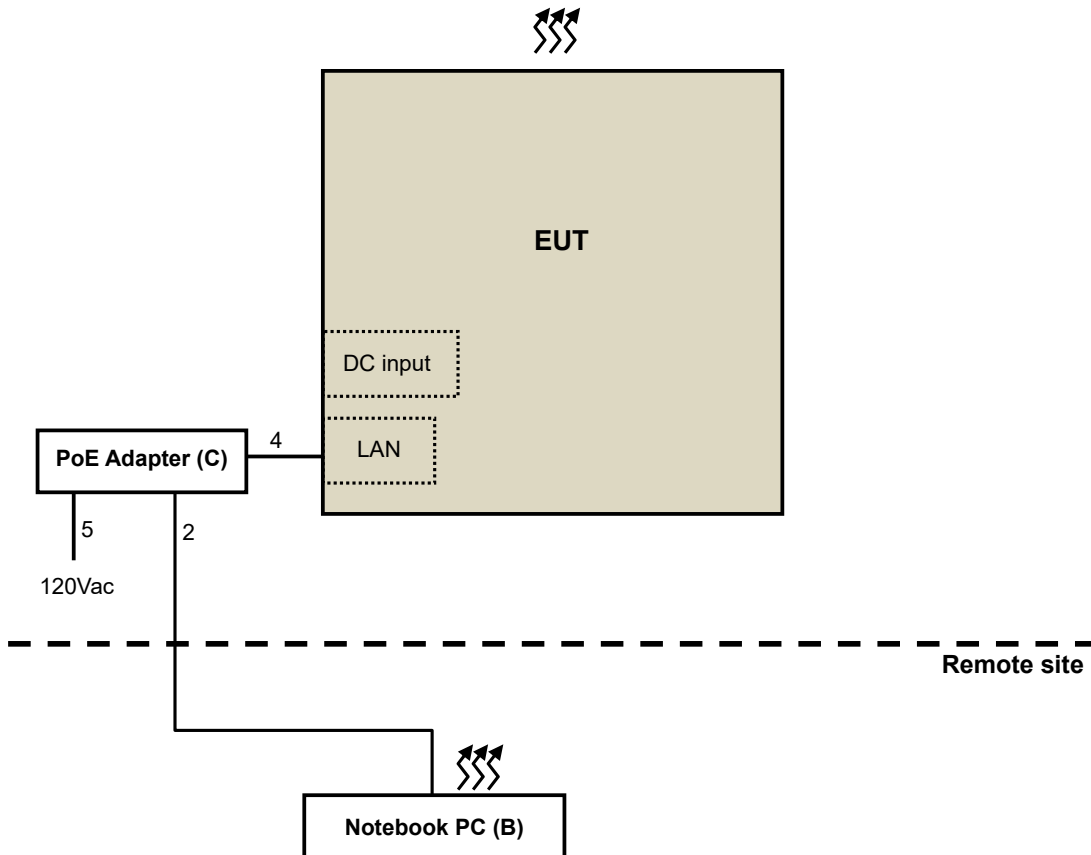 EUT
DC input
LAN
PoE Adapter (C)
4
5
2
120Vac
Remote site
Notebook PC (B)